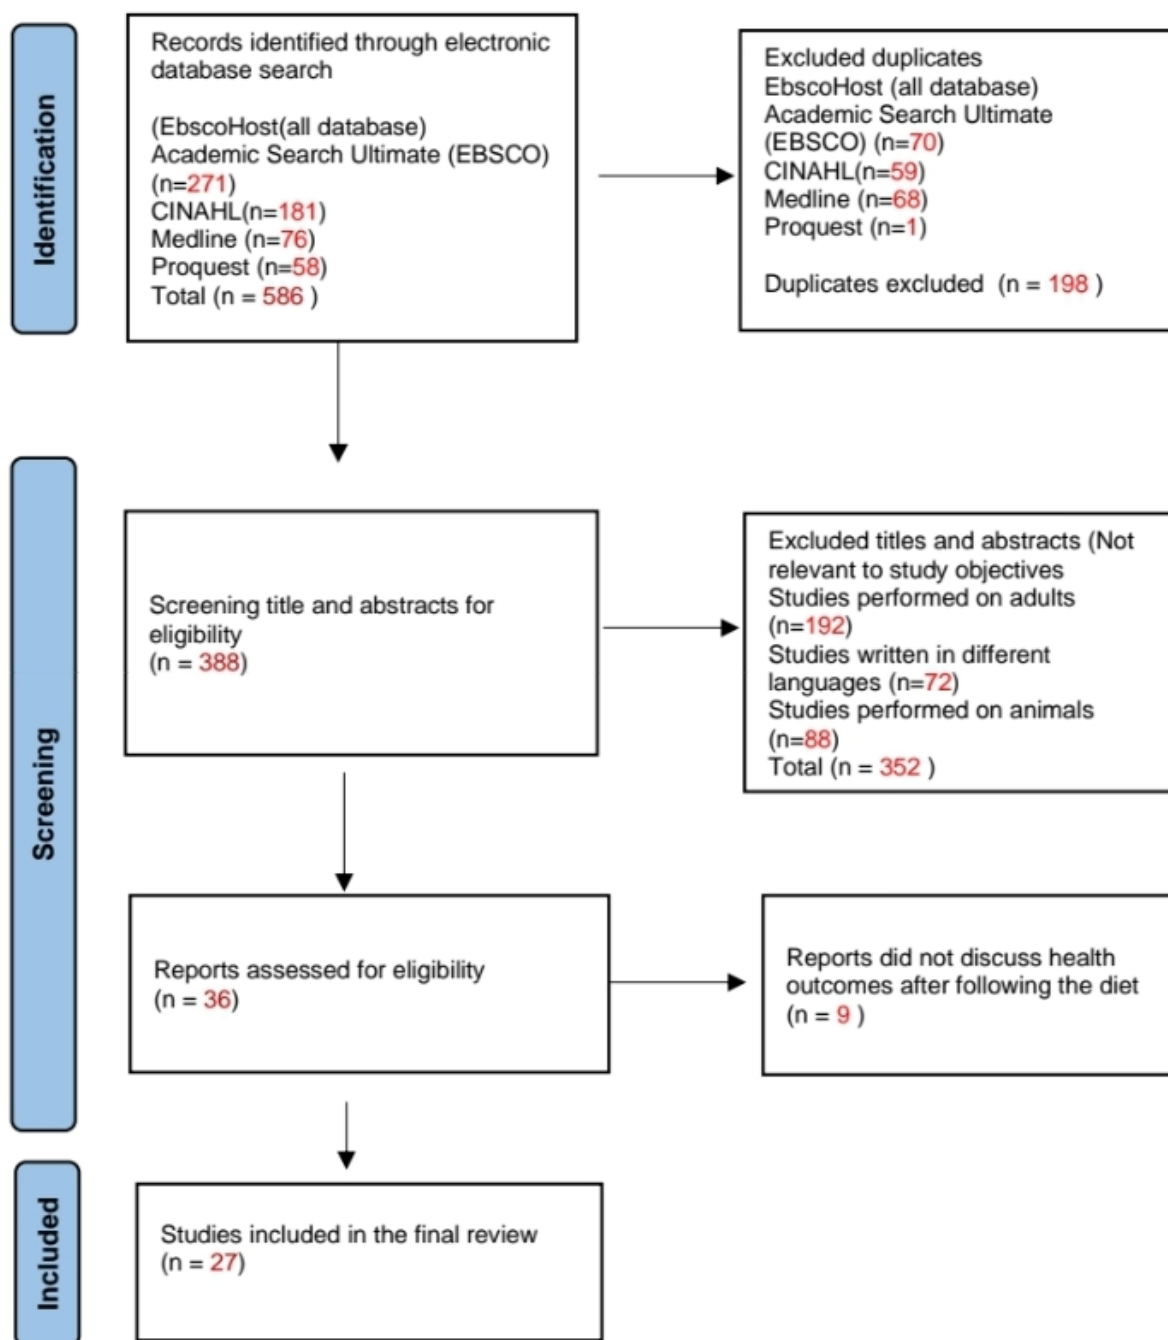 Identification
Records identified through electronic
database search
(EbscoHost(all database)
Academic Search Ultimate (EBSCO)
(n=271)
CINAHL(n=181)
Medline (n=76)
Proquest (n=58)
Total (n = 586 )
Excluded duplicates
EbscoHost (all database)
Academic Search Ultimate
(EBSCO) (n=70)
CINAHL(n=59)
Medline (n=68)
Proquest (n=1)
Duplicates excluded (n = 198 )
Screening
Screening title and abstracts for
eligibility
(n = 388)
Excluded titles and abstracts (Not
relevant to study objectives
Studies performed on adults
(n=192)
Studies written in different
languages (n=72)
Studies performed on animals
(n=88)
Total (n = 352 )
Reports assessed for eligibility
(n = 36)
Reports did not discuss health
outcomes after following the diet
(n = 9 )
Included
Studies included in the final review
(n = 27)